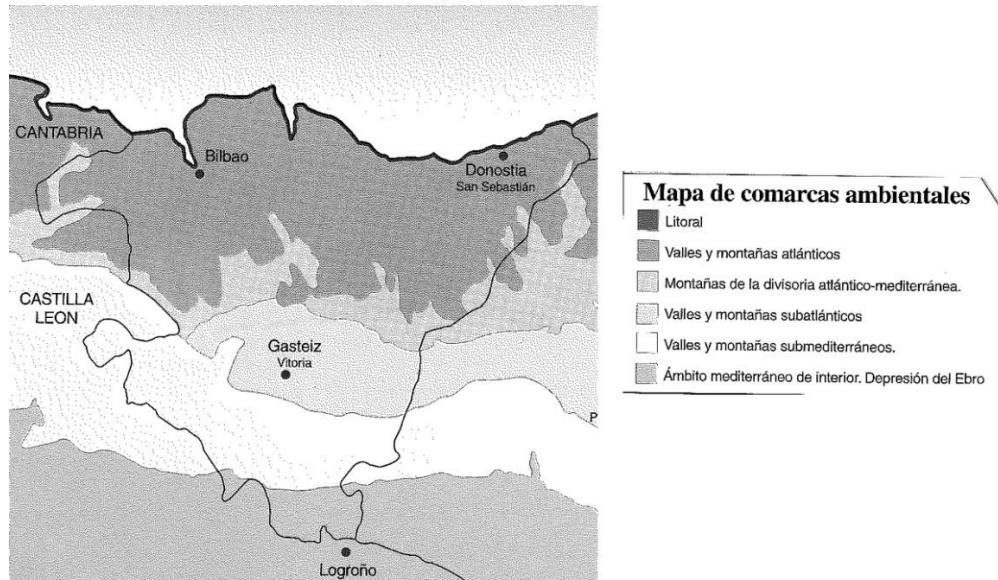 CANTABRIA
Bilbao
Donostia
San Sebastián
CASTILLA
LEON
Gasteiz
Vitoria
P
Logroño
Mapa de comarcas ambientales
Litoral
Valles y montañas atlánticos
Montañas de la divisoria atlántico-mediterránea.
Valles y montañas subatlánticos
Valles y montañas submediterráneos.
Ámbito mediterráneo de interior. Depresión del Ebro